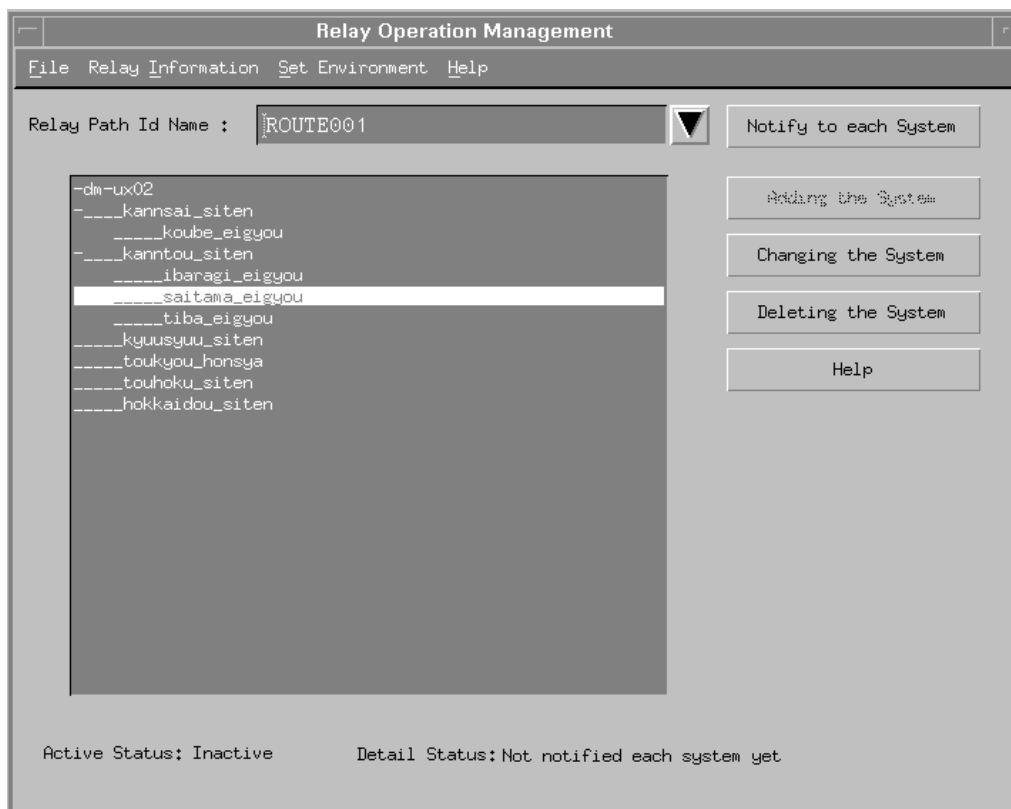 Relay Operation Management
File Relay Information Set Environment Help
Relay Path Id Name : ROUTE001
Notify to each System
-dm-ux02
-____kannsai_siten
_____koube_eigyou
-____kanntou_siten
_____ibaragi_eigyou
_____saitama_eigyou
_____tiba_eigyou
_____kyuusyuu_siten
_____toukyou_honsya
_____touhoku_siten
_____hokkaidou_siten
Adding the System
Changing the System
Deleting the System
Help
Active Status: Inactive
Detail Status: Not notified each system yet